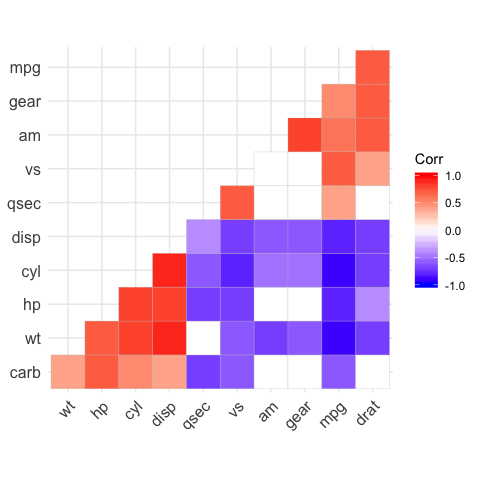 mpg
gear
am
vs
qsec
disp
cyl
hp
wt
carb
wt
hp
cyl
disp
qsec
vs
am
gear
mpg
drat
Corr
1.0
0.5
0.0
-0.5
-1.0